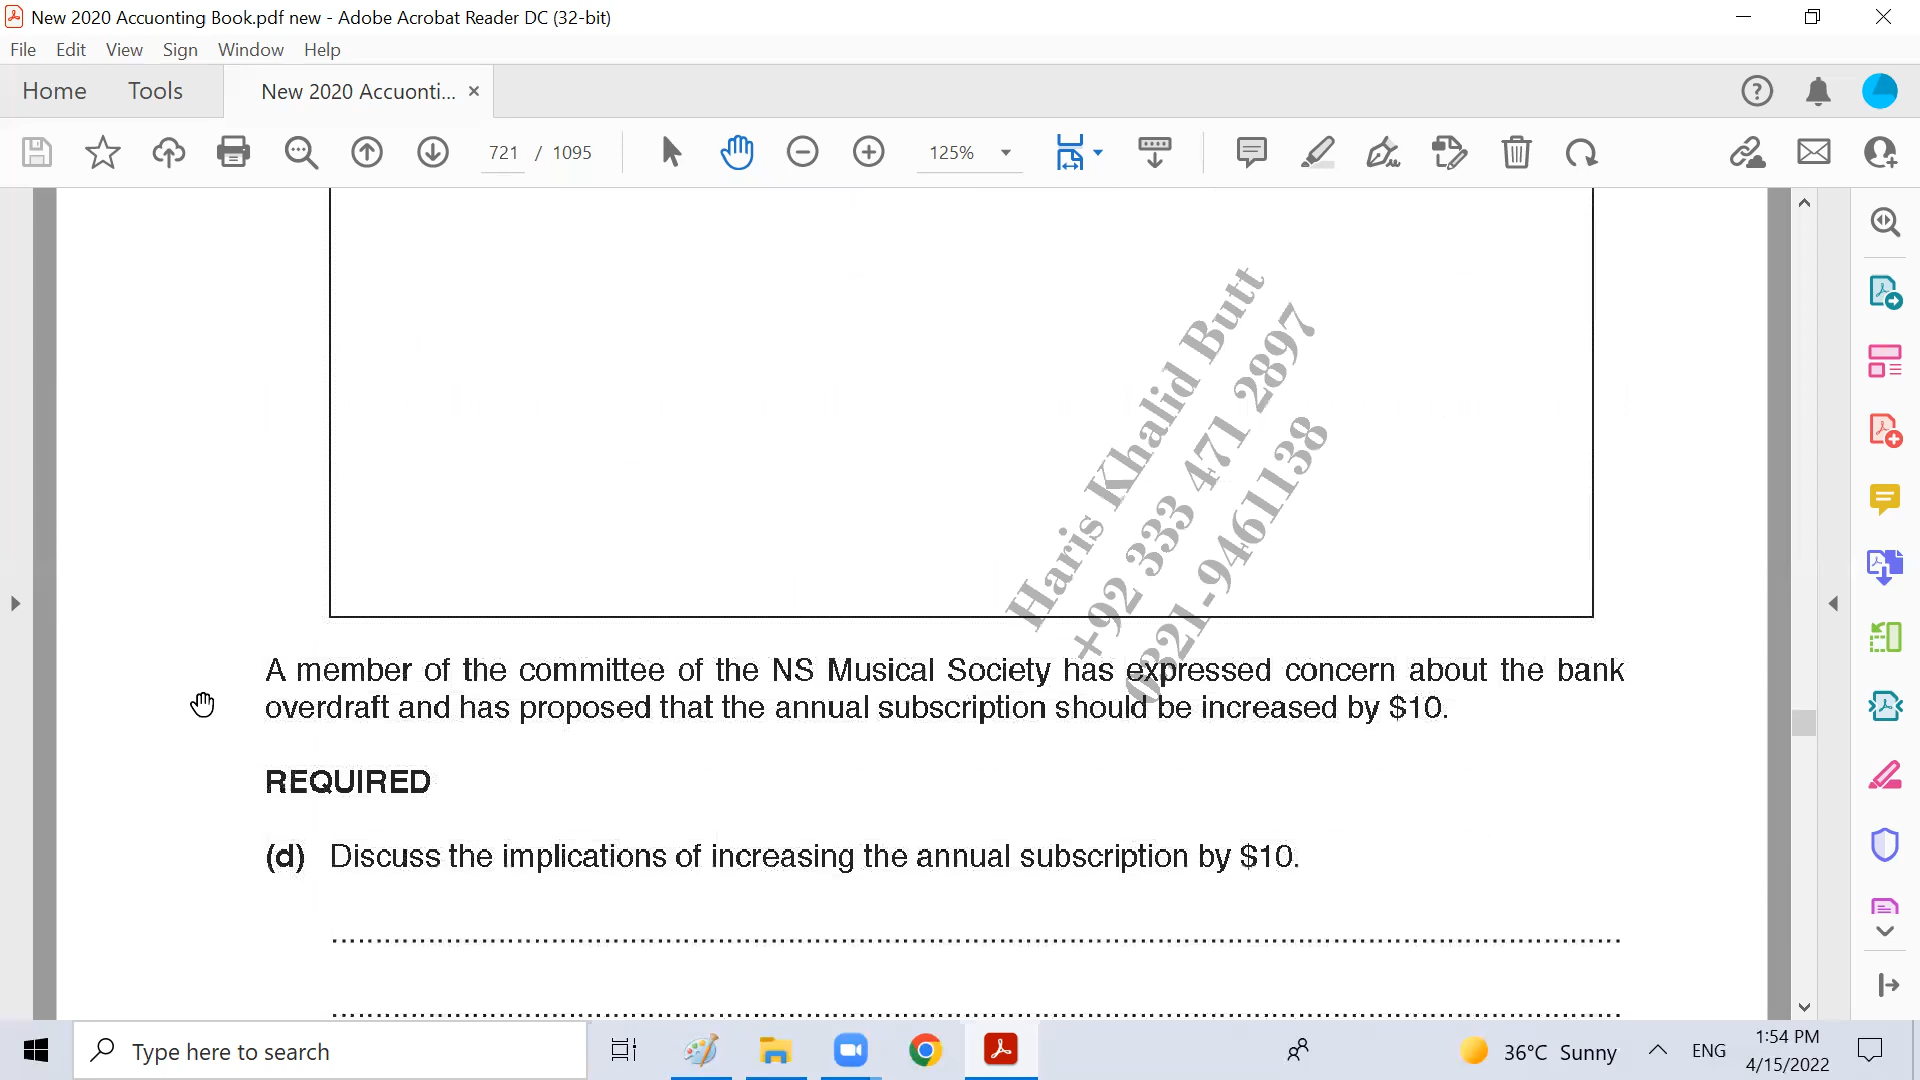 New 2020 Accuonting Book.pdf new - Adobe Acrobat Reader DC (32-bit)
File Edit View Sign Window Help
Home Tools New 2020 Accuonti... ×
721 / 1095 125%
Haris Khalid Butt
+92 333 471 2897
0321-9461138
A member of the committee of the NS Musical Society has expressed concern about the bank
overdraft and has proposed that the annual subscription should be increased by $10.
REQUIRED
(d) Discuss the implications of increasing the annual subscription by $10.
Type here to search
36°C Sunny
ENG
1:54 PM
4/15/2022